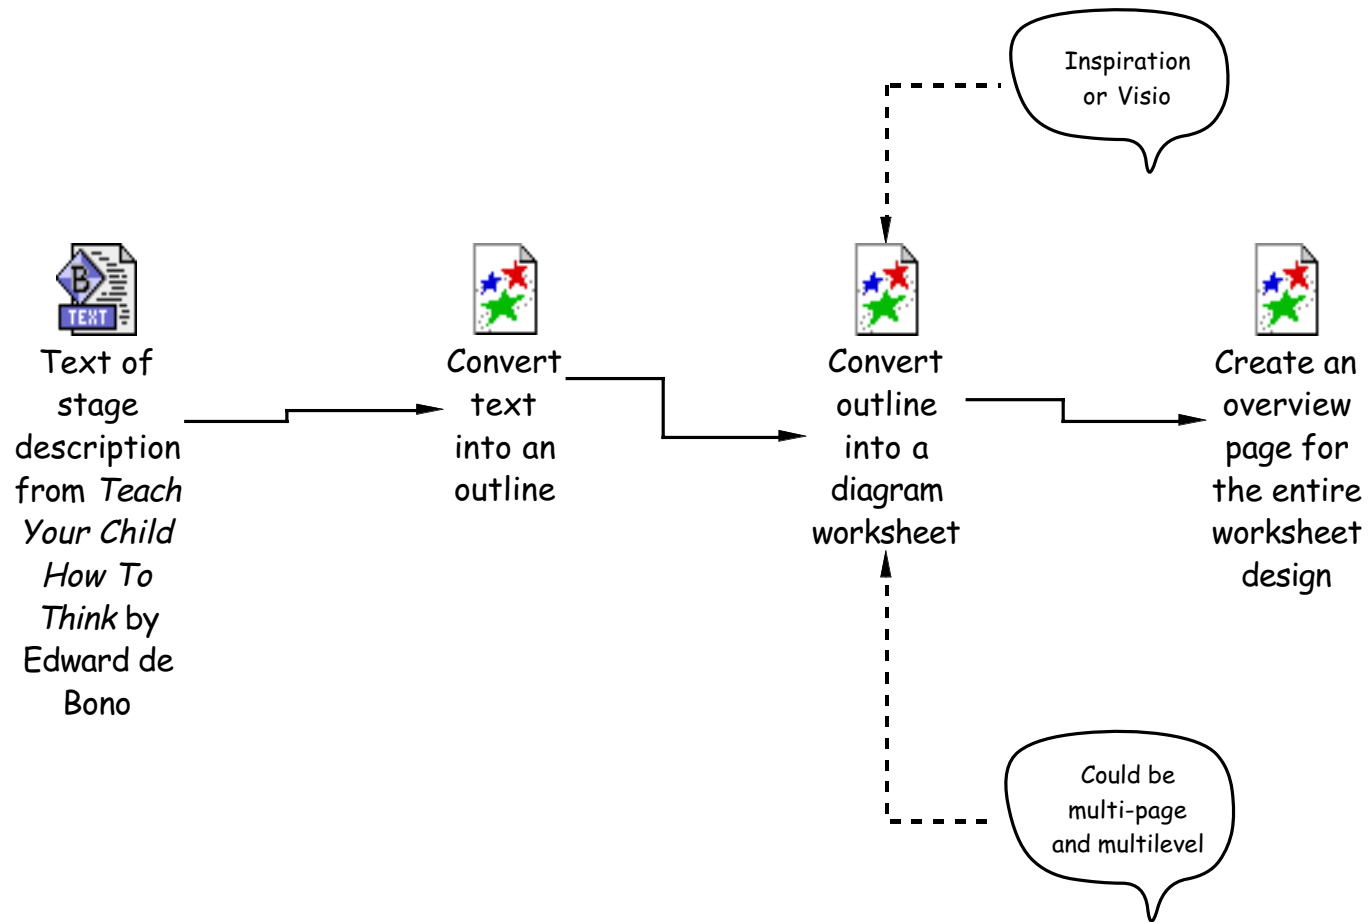 Inspiration
or Visio
B
TEXT
Text of
stage
description
from Teach
Your Child
How To
Think by
Edward de
Bono
Convert
text
into an
outline
Convert
outline
into a
diagram
worksheet
Create an
overview
page for
the entire
worksheet
design
Could be
multi-page
and multilevel